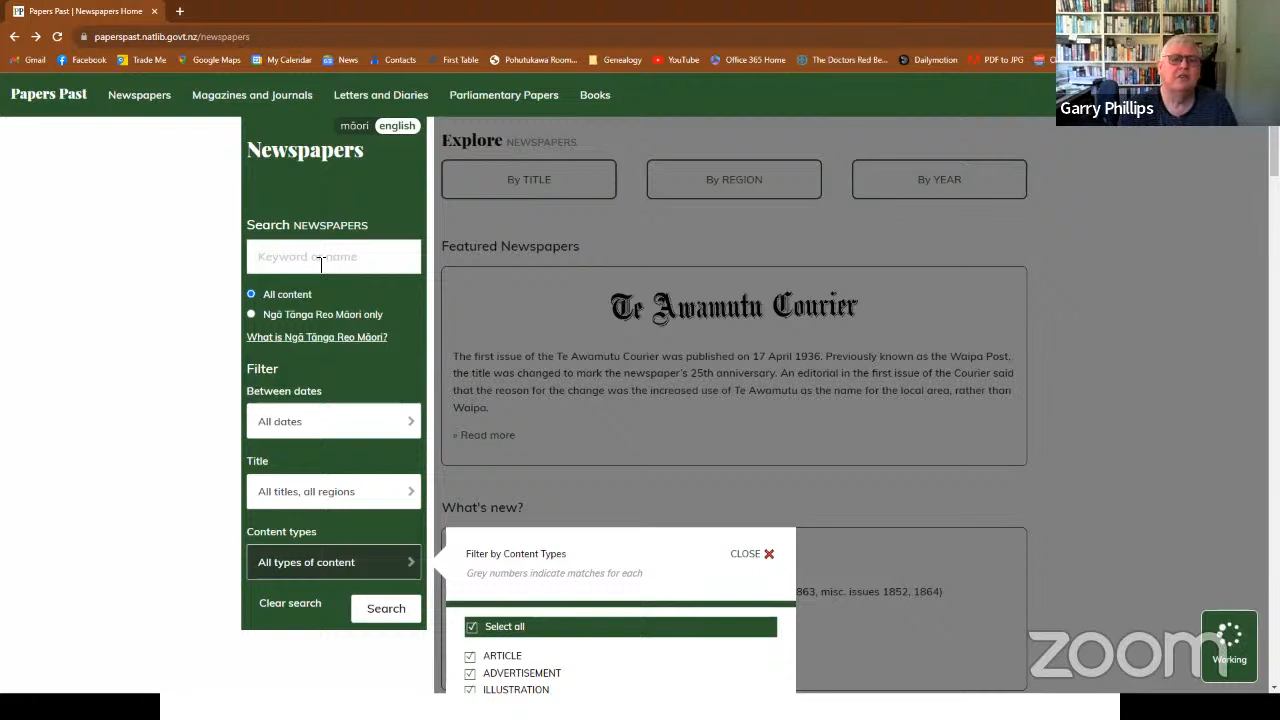 Papers Past | Newspapers Home
paperspast.natlib.govt.nz/newspapers
Gmail Facebook Trade Me Google Maps My Calendar News Contacts First Table Pohutukawa Room... Genealogy YouTube Office 365 Home The Doctors Red Be... Dailymotion PDF to JPG
Garry Phillips
Papers Past Newspapers Magazines and Journals Letters and Diaries Parliamentary Papers Books
māori english
Newspapers
Explore NEWSPAPERS
By TITLE By REGION By YEAR
Search NEWSPAPERS
Keyword or name
All content
Ngā Tānga Reo Māori only
What is Ngā Tānga Reo Māori?
Filter
Between dates
All dates
Title
All titles, all regions
Content types
All types of content
Clear search Search
Featured Newspapers
Te Awamutu Courier
The first issue of the Te Awamutu Courier was published on 17 April 1936. Previously known as the Waipa Post,
the title was changed to mark the newspaper's 25th anniversary. An editorial in the first issue of the Courier said
that the reason for the change was the increased use of Te Awamutu as the name for the local area, rather than
Waipa.
» Read more
What's new?
863, misc. issues 1852, 1864)
Filter by Content Types CLOSE
Grey numbers indicate matches for each
Select all
ARTICLE
ADVERTISEMENT
ILLUSTRATION
zoom
Working